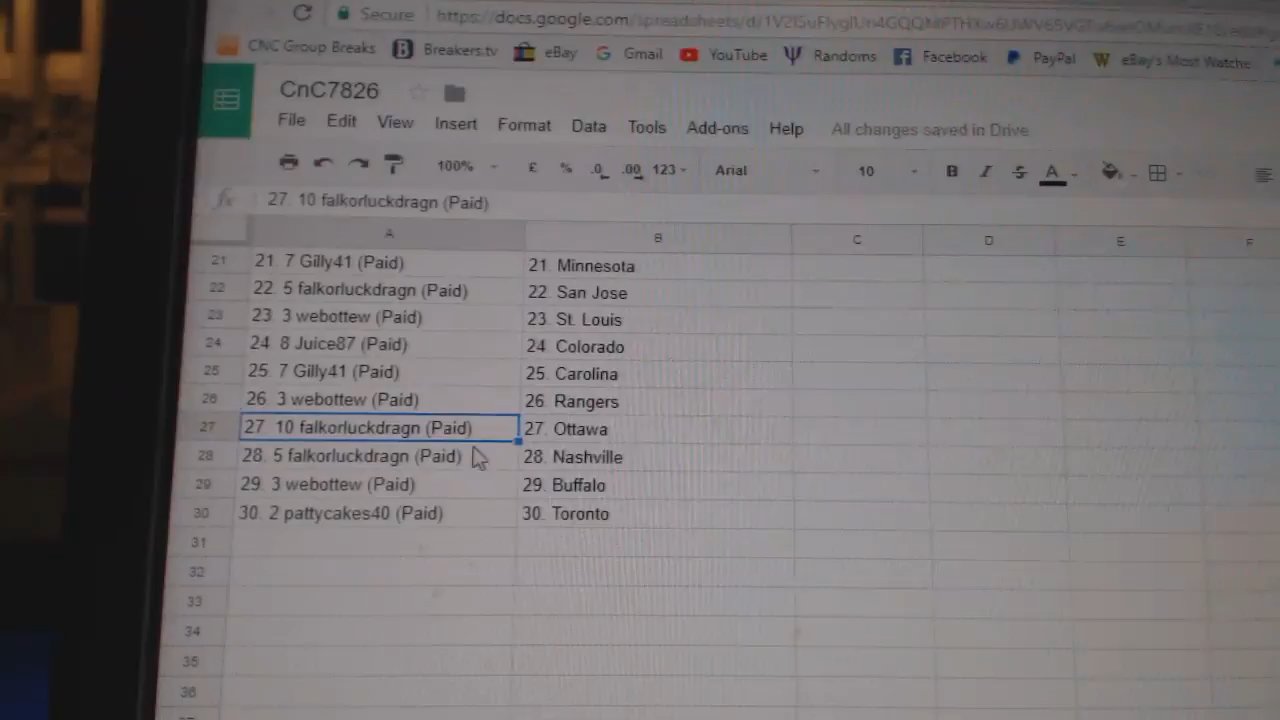 Secure https://docs.google.com/spreadsheets/d/
CNC Group Breaks Breakers.tv eBay Gmail YouTube Randoms Facebook PayPal eBay's Most Watche
CnC7826
File Edit View Insert Format Data Tools Add-ons Help All changes saved in Drive
100% £ % .0 .00 123 Arial 10 B I S A
fx 27. 10 falkorluckdragn (Paid)
A B C D E F
21 21. 7 Gilly41 (Paid) 21. Minnesota
22 22. 5 falkorluckdragn (Paid) 22. San Jose
23 23. 3 webottew (Paid) 23. St. Louis
24 24. 8 Juice87 (Paid) 24. Colorado
25 25. 7 Gilly41 (Paid) 25. Carolina
26 26. 3 webottew (Paid) 26. Rangers
27 27. 10 falkorluckdragn (Paid) 27. Ottawa
28 28. 5 falkorluckdragn (Paid) 28. Nashville
29 29. 3 webottew (Paid) 29. Buffalo
30 30. 2 pattycakes40 (Paid) 30. Toronto
31
32
33
34
35
36